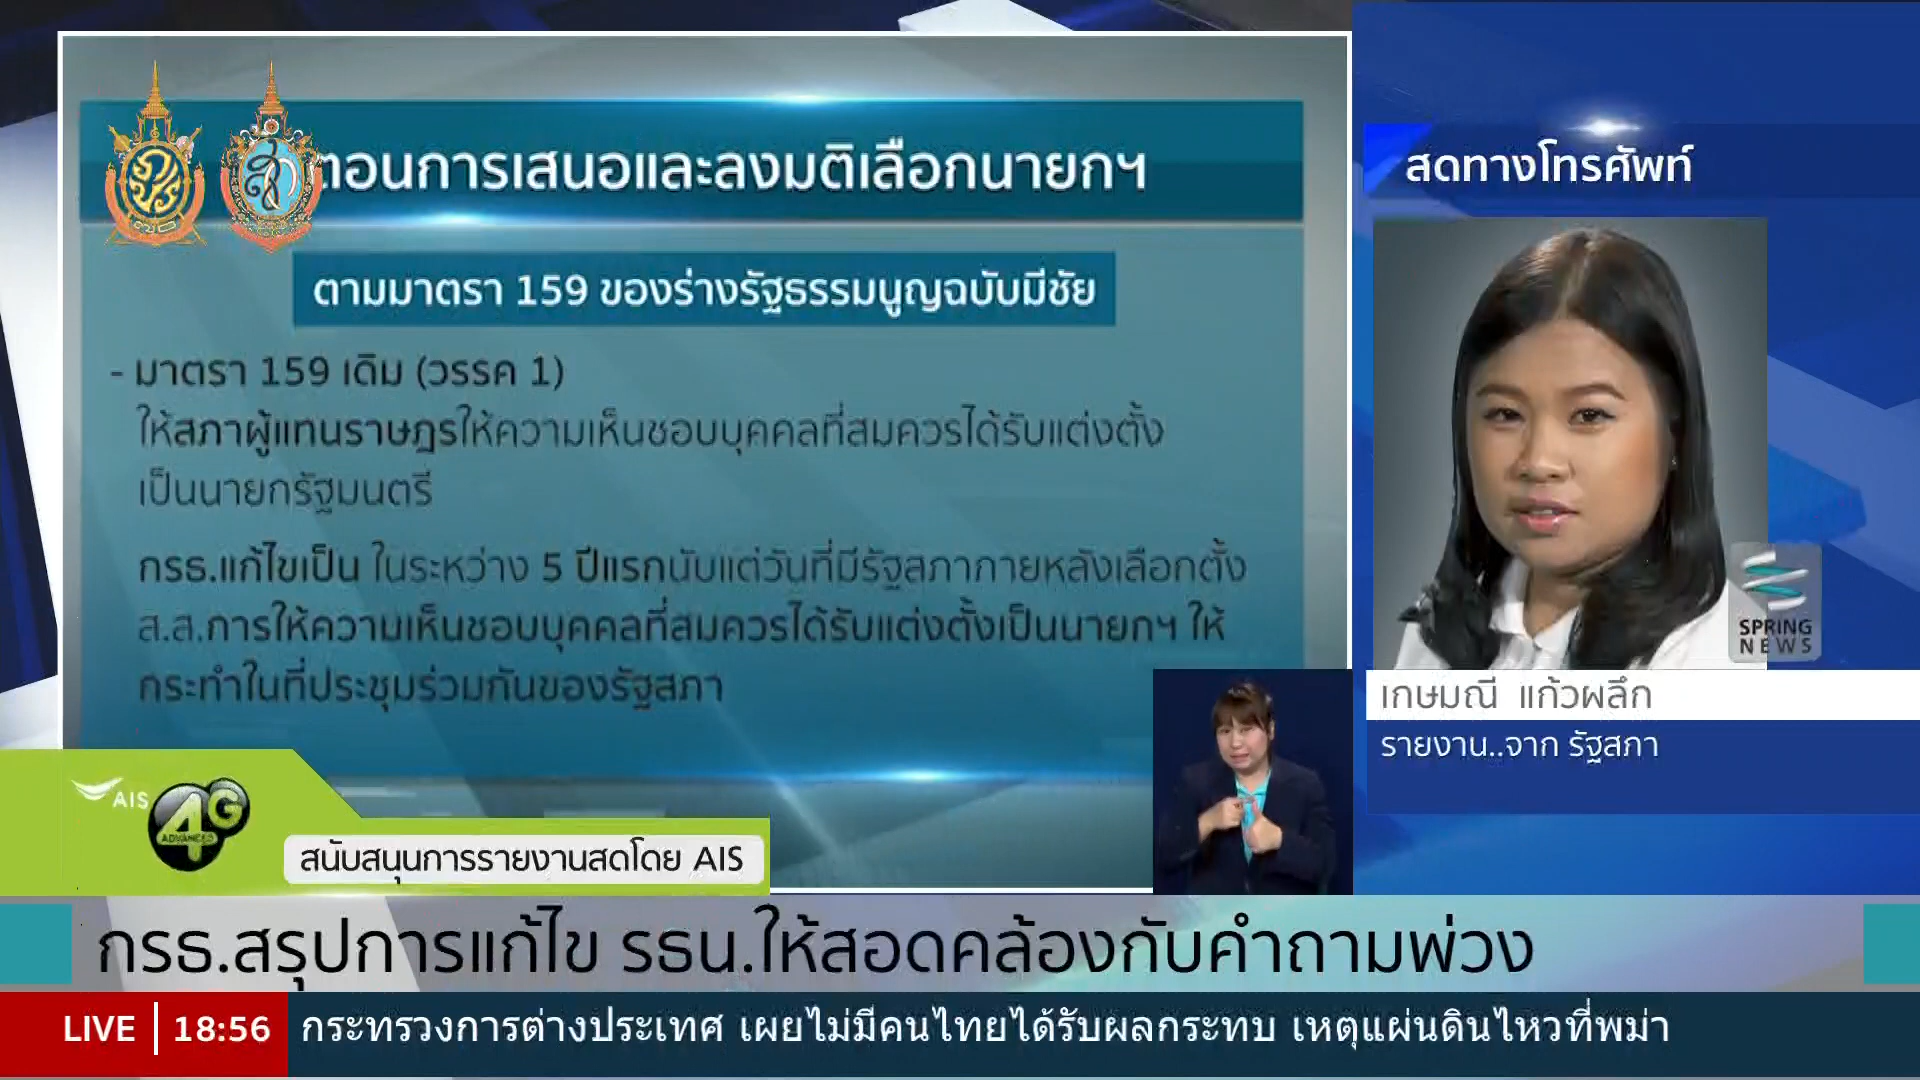 ตอนการเสนอและลงมติเลือกนายกฯ
ตามมาตรา 159 ของร่างรัฐธรรมนูญฉบับมีชัย
- มาตรา 159 เดิม (วรรค 1)
ให้สภาผู้แทนราษฎรให้ความเห็นชอบบุคคลที่สมควรได้รับแต่งตั้ง
เป็นนายกรัฐมนตรี
กรธ.แก้ไขเป็น ในระหว่าง 5 ปีแรกนับแต่วันที่มีรัฐสภาภายหลังเลือกตั้ง
ส.ส.การให้ความเห็นชอบบุคคลที่สมควรได้รับแต่งตั้งเป็นนายกฯ ให้
กระทำในที่ประชุมร่วมกันของรัฐสภา
สดทางโทรศัพท์
SPRING
NEWS
เกษมณี แก้วผลึก
รายงาน..จาก รัฐสภา
AIS
4G
ADVANCED
สนับสนุนการรายงานสดโดย AIS
กรธ.สรุปการแก้ไข รธน.ให้สอดคล้องกับคำถามพ่วง
LIVE 18:56 กระทรวงการต่างประเทศ เผยไม่มีคนไทยได้รับผลกระทบ เหตุแผ่นดินไหวที่พม่า